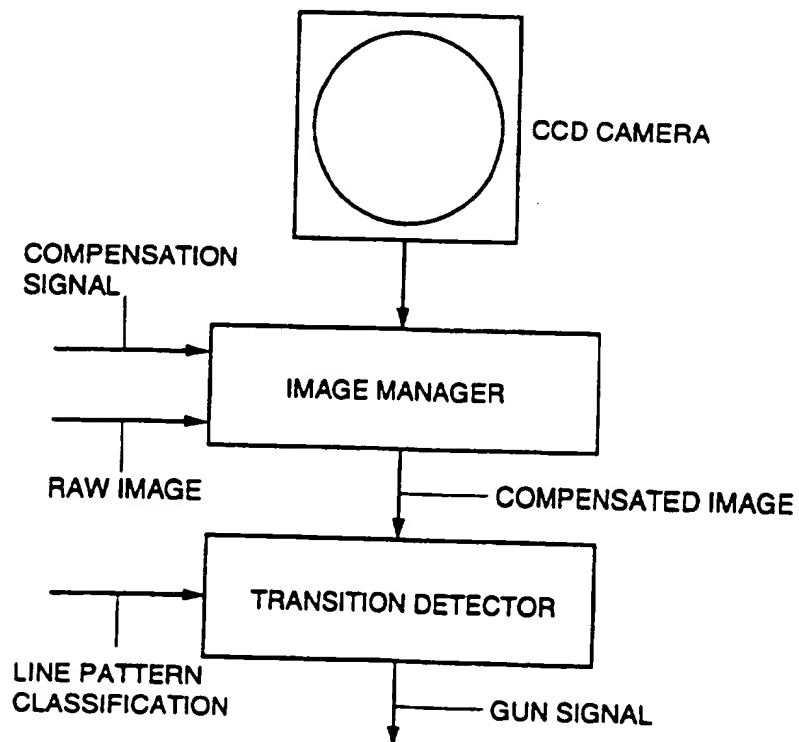 CCD CAMERA
COMPENSATION
SIGNAL
IMAGE MANAGER
RAW IMAGE
COMPENSATED IMAGE
TRANSITION DETECTOR
LINE PATTERN
CLASSIFICATION
GUN SIGNAL